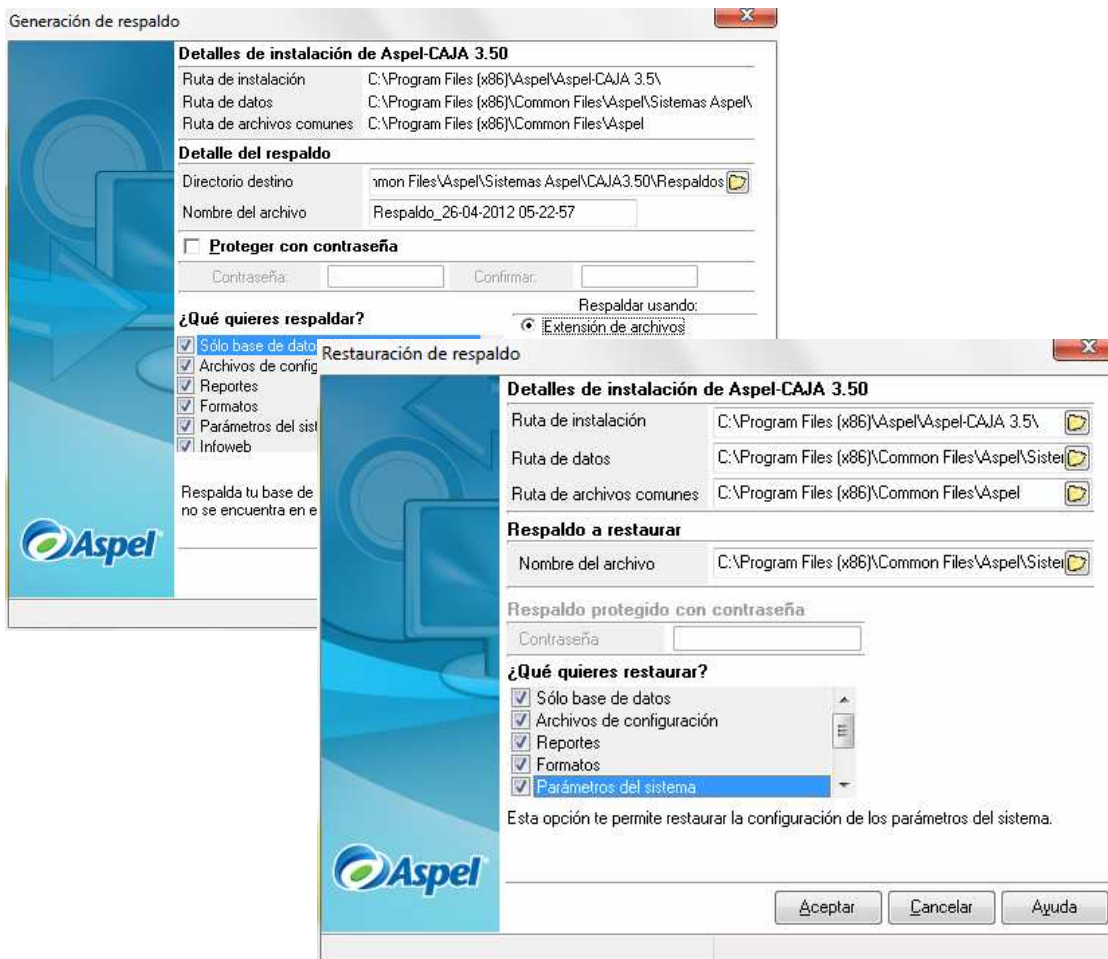 Generación de respaldo
Detalles de instalación de Aspel-CAJA 3.50
Ruta de instalación C:\Program Files (x86)\Aspel\Aspel-CAJA 3.5\
Ruta de datos C:\Program Files (x86)\Common Files\Aspel\Sistemas Aspel\
Ruta de archivos comunes C:\Program Files (x86)\Common Files\Aspel
Detalle del respaldo
Directorio destino mon Files\Aspel\Sistemas Aspel\CAJA3.50\Respaldos
Nombre del archivo Respaldo_26-04-2012 05-22-57
Proteger con contraseña
Contraseña: Confirmar:
Respaldar usando:
¿Qué quieres respaldar?
Extensión de archivos
Sólo base de dato
Archivos de config
Reportes
Formatos
Parámetros del sist
Infoweb
Respalda tu base de
no se encuentra en e
Aspel
Restauración de respaldo
Detalles de instalación de Aspel-CAJA 3.50
Ruta de instalación C:\Program Files (x86)\Aspel\Aspel-CAJA 3.5\
Ruta de datos C:\Program Files (x86)\Common Files\Aspel\Sister
Ruta de archivos comunes C:\Program Files (x86)\Common Files\Aspel
Respaldo a restaurar
Nombre del archivo C:\Program Files (x86)\Common Files\Aspel\Sister
Respaldo protegido con contraseña
Contraseña
¿Qué quieres restaurar?
Sólo base de datos
Archivos de configuración
Reportes
Formatos
Parámetros del sistema
Esta opción te permite restaurar la configuración de los parámetros del sistema.
Aspel
Aceptar Cancelar Ayuda